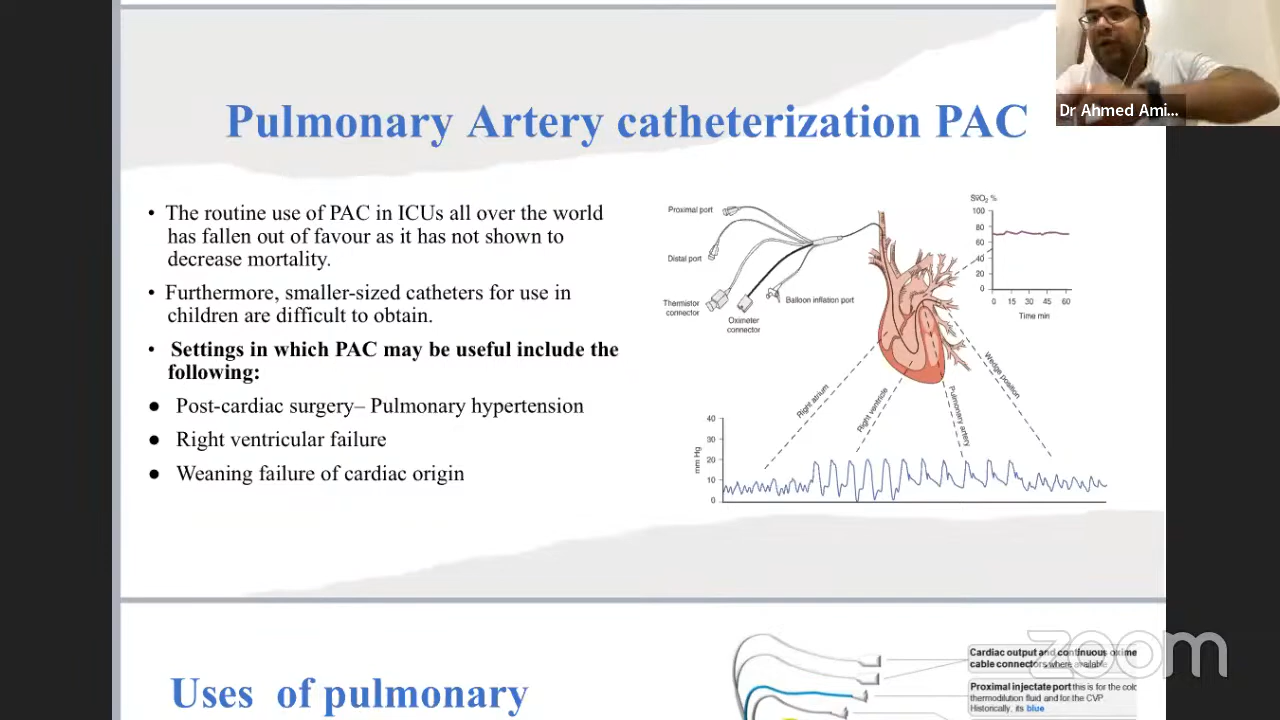 Pulmonary Artery catheterization PAC
Dr Ahmed Ami...
• The routine use of PAC in ICUs all over the world
has fallen out of favour as it has not shown to
decrease mortality.
• Furthermore, smaller-sized catheters for use in
children are difficult to obtain.
• Settings in which PAC may be useful include the
following:
● Post-cardiac surgery– Pulmonary hypertension
● Right ventricular failure
● Weaning failure of cardiac origin
Proximal port
Distal port
Thermistor
connector
Oximeter
connector
Balloon inflation port
SvO₂ %
100
80
60
40
20
0
0 15 30 45 60
Time min
Right atrium
Right ventricle
Pulmonary artery
Wedge position
mm Hg
40
30
20
10
0
zoom
Uses of pulmonary
Cardiac output and continuous oxime
cable connectors where available
Proximal injectate port this is for the cold
thermodilution fluid and for the CVP.
Historically, its blue